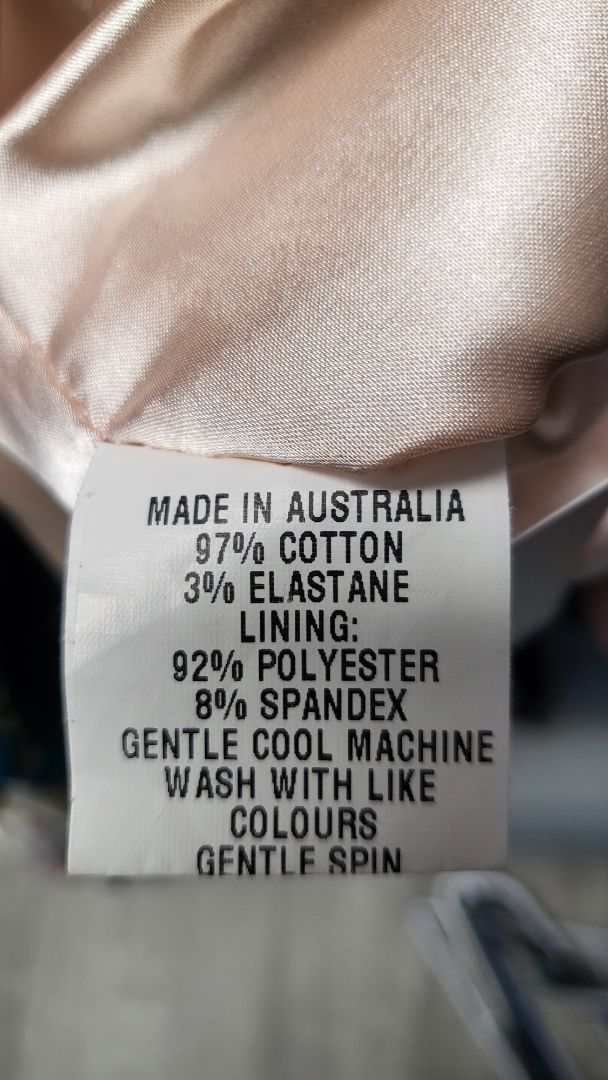 MADE IN AUSTRALIA
97% COTTON
3% ELASTANE
LINING:
92% POLYESTER
8% SPANDEX
GENTLE COOL MACHINE
WASH WITH LIKE
COLOURS
GENTLE SPIN